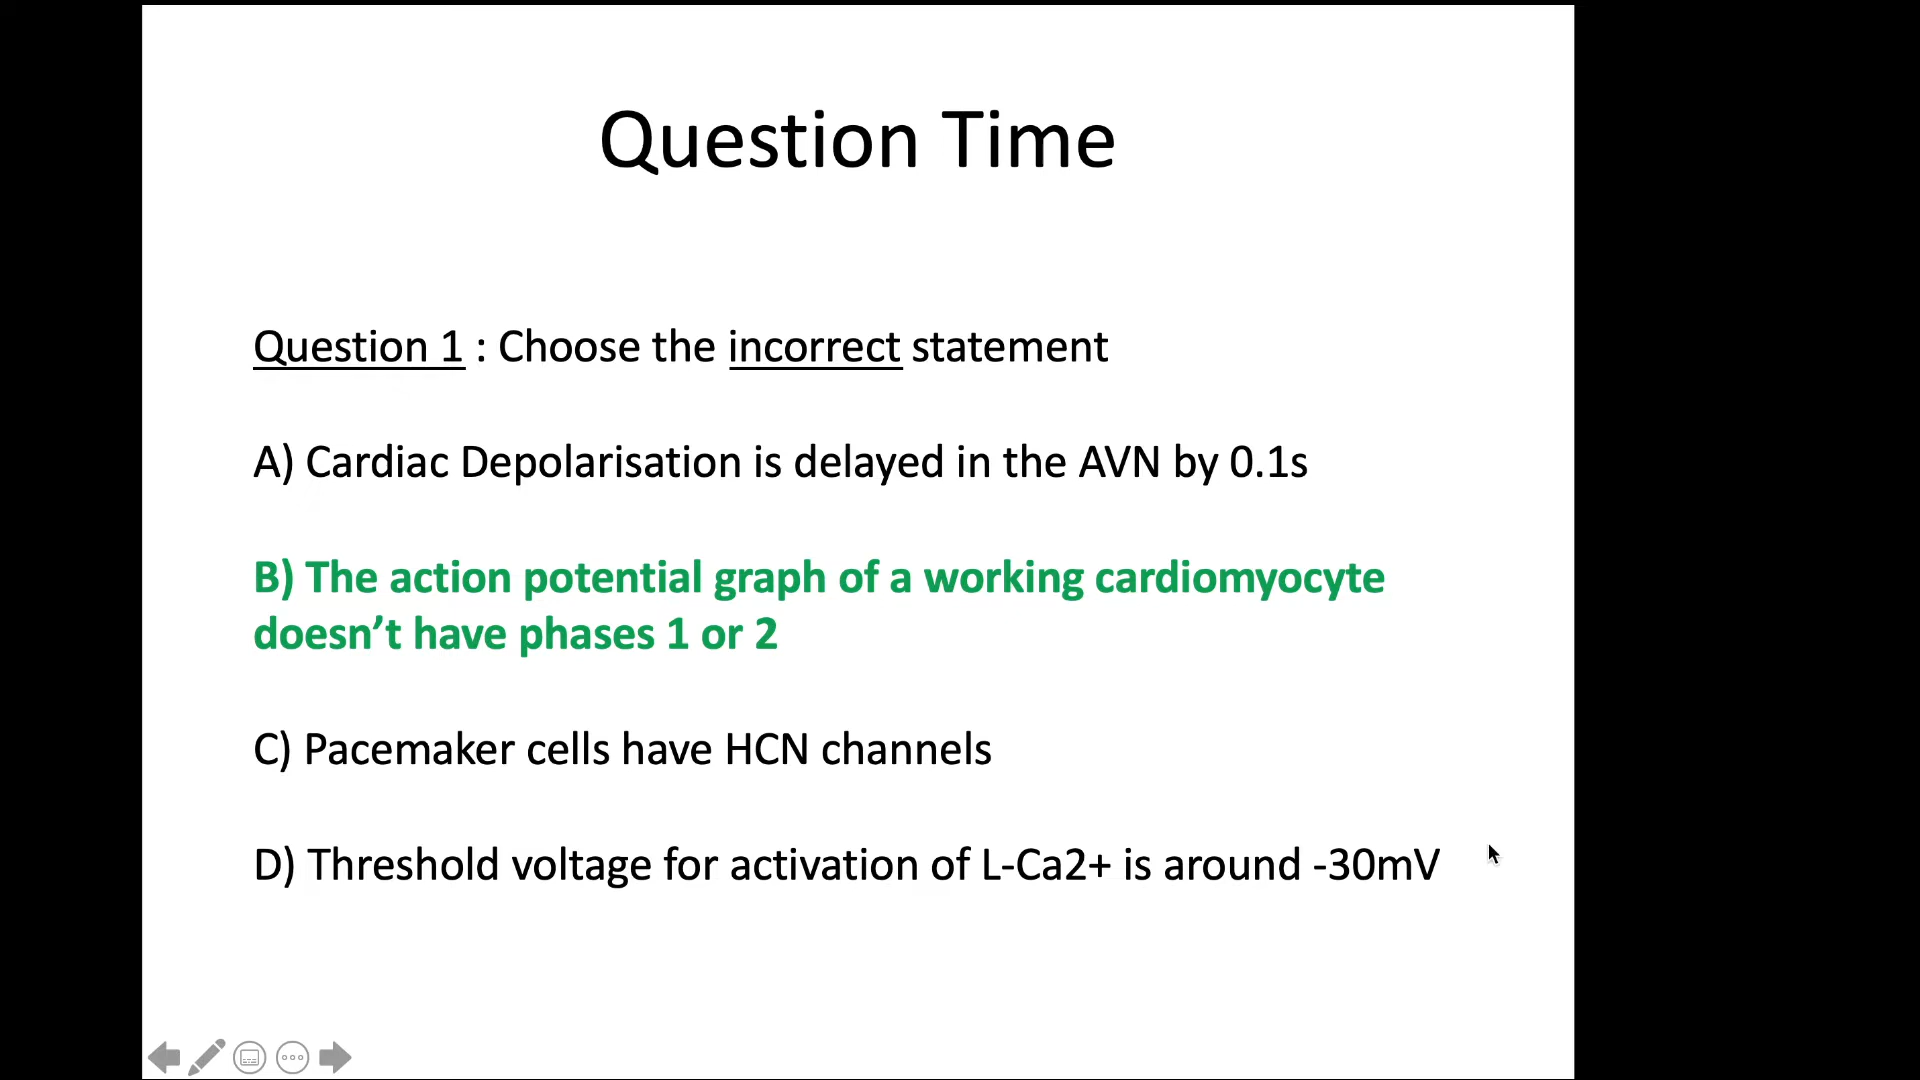 Question Time
Question 1 : Choose the incorrect statement
A) Cardiac Depolarisation is delayed in the AVN by 0.1s
B) The action potential graph of a working cardiomyocyte
doesn’t have phases 1 or 2
C) Pacemaker cells have HCN channels
D) Threshold voltage for activation of L-Ca2+ is around -30mV